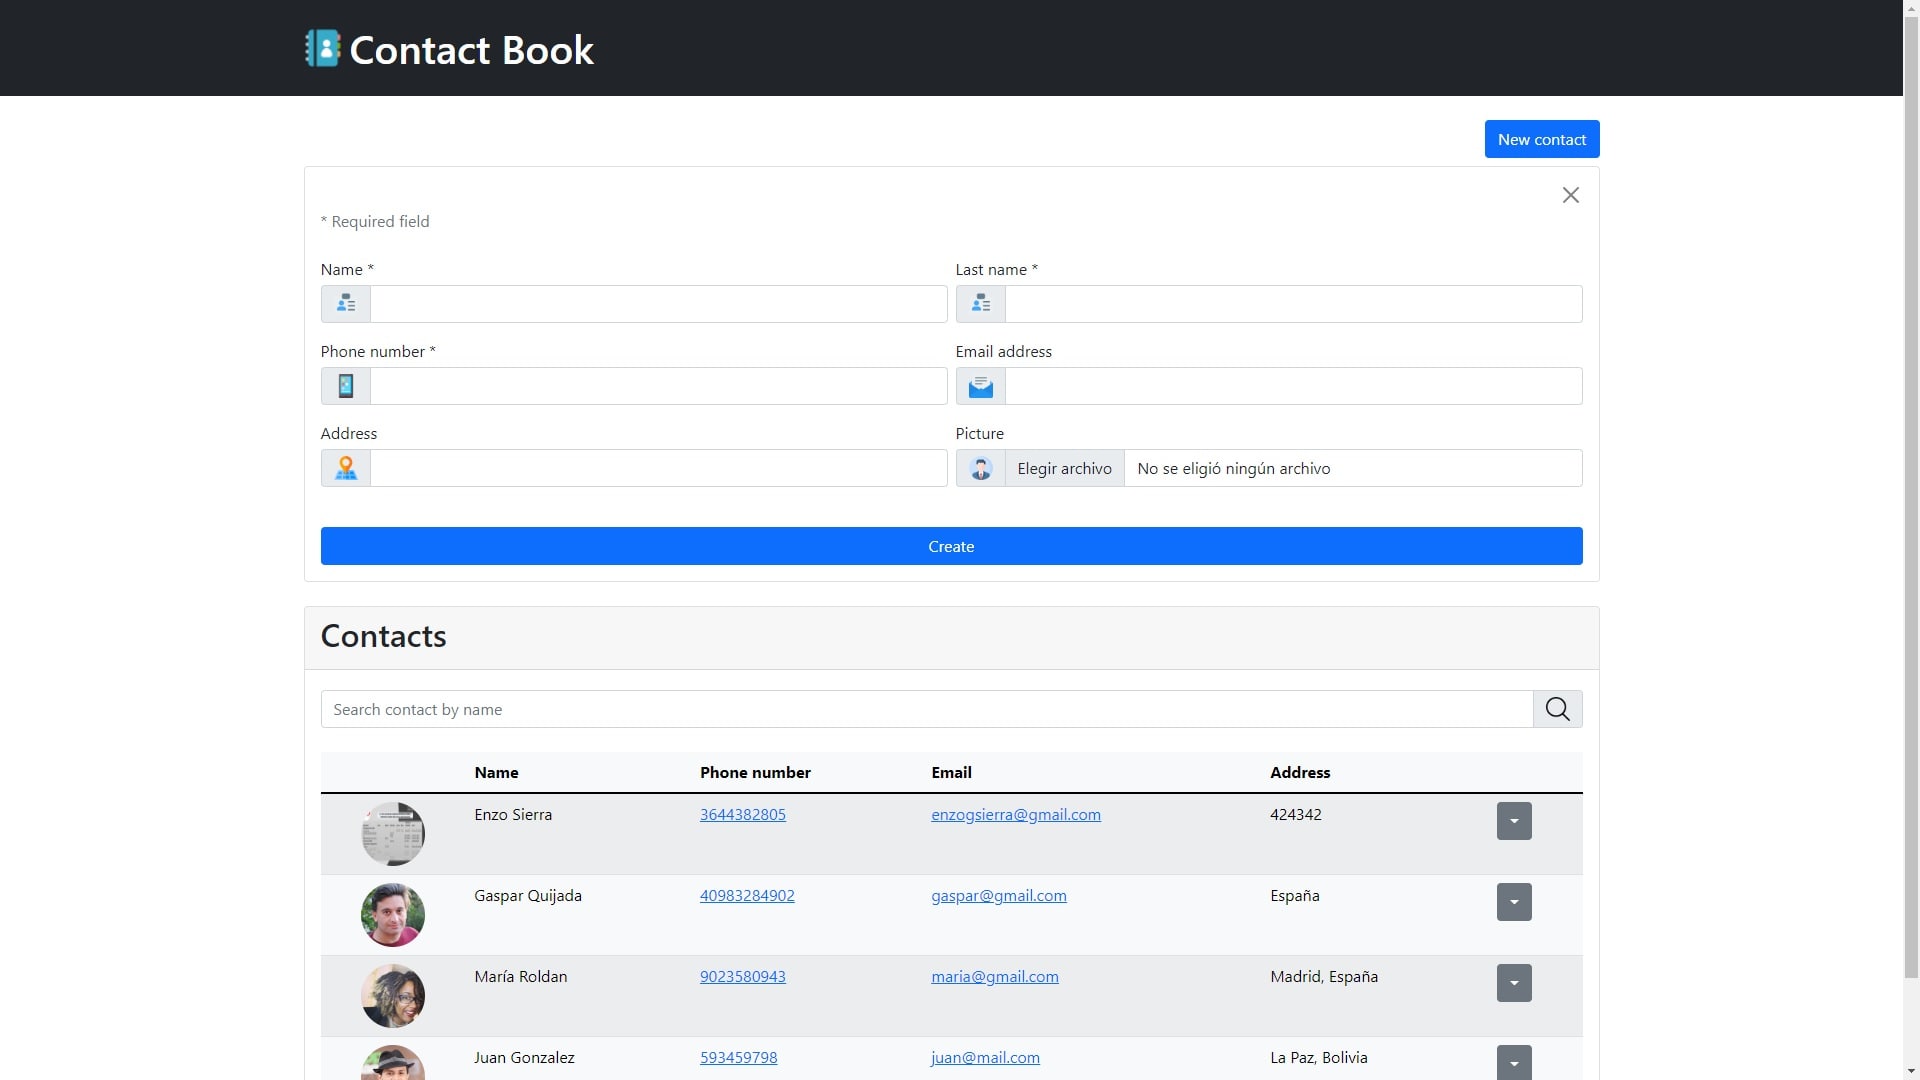 Contact Book
New contact
* Required field
Name * Last name *
Phone number * Email address
Address Picture
Elegir archivo No se eligió ningún archivo
Create
Contacts
Search contact by name
Name Phone number Email Address
Enzo Sierra 3644382805 enzogsierra@gmail.com 424342
Gaspar Quijada 40983284902 gaspar@gmail.com España
María Roldan 9023580943 maria@gmail.com Madrid, España
Juan Gonzalez 593459798 juan@mail.com La Paz, Bolivia